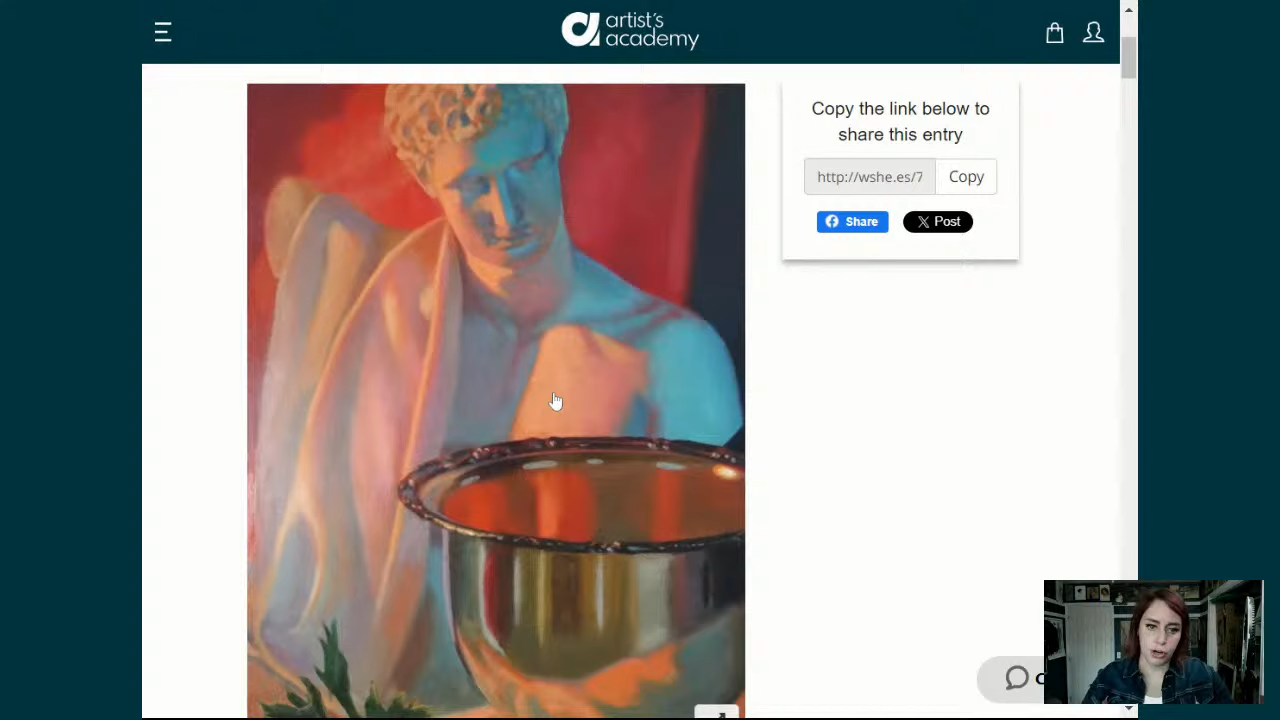 artist's
academy
Copy the link below to
share this entry
http://wshe.es/7
Copy
Share
Post